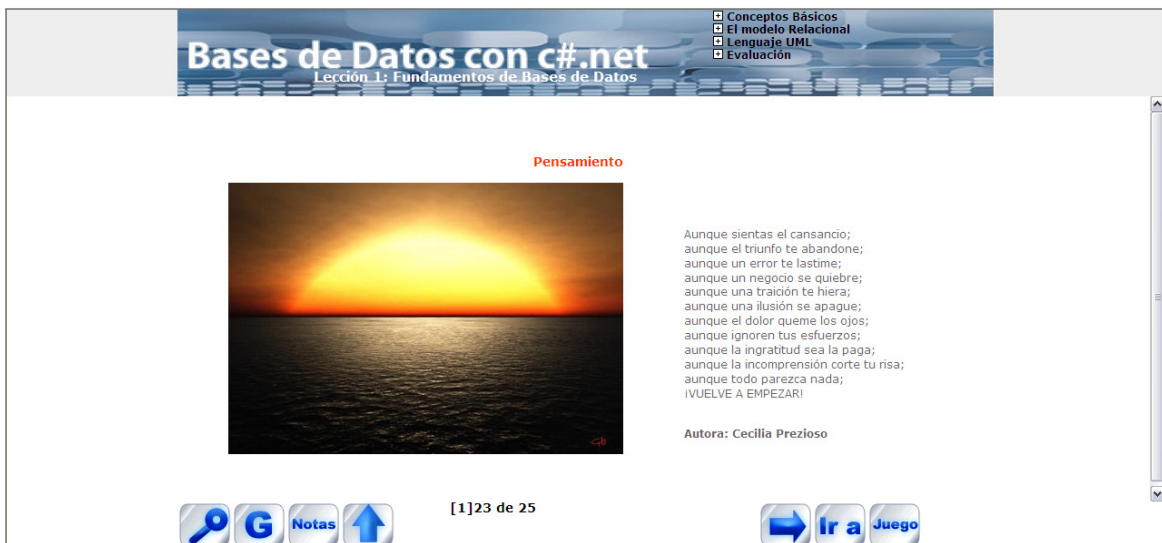 Conceptos Básicos
El modelo Relacional
Lenguaje UML
Evaluación
Bases de Datos con c#.net
Lección 1: Fundamentos de Bases de Datos
Pensamiento
Aunque sientas el cansancio;
aunque el triunfo te abandone;
aunque un error te lastime;
aunque un negocio se quiebre;
aunque una traición te hiera;
aunque una ilusión se apague;
aunque el dolor queme los ojos;
aunque ignoren tus esfuerzos;
aunque la ingratitud sea la paga;
aunque la incomprensión corte tu risa;
aunque todo parezca nada;
¡VUELVE A EMPEZAR!
Autora: Cecilia Prezioso
[1]23 de 25
G
Notas
Ir a
Juego